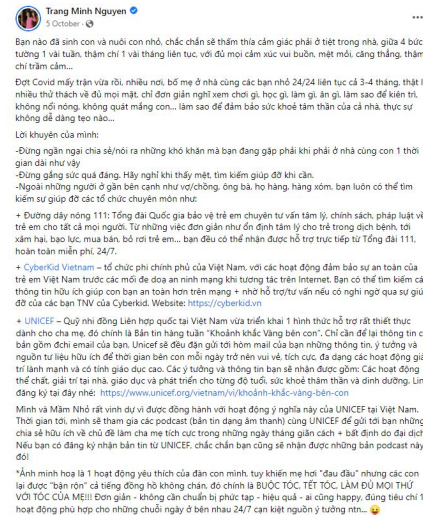 Trang Minh Nguyen
5 October ·
Bạn nào đã sinh con và nuôi con nhỏ, chắc chắn sẽ thấm thía cảm giác phải ở tiệt trong nhà, giữa 4 bức
tường 1 vài tuần, thậm chí 1 vài tháng liên tục, với đủ mọi cảm xúc vui buồn, mệt mỏi, căng thẳng, thậm
chí trầm cảm...
Đợt Covid mấy trận vừa rồi, nhiều nơi, bố mẹ ở nhà cùng các bạn nhỏ 24/24 liên tục cả 3-4 tháng, thật l
nhiều thử thách về đủ mọi mặt, chỉ đơn giản nghĩ xem chơi gì, học gì, làm gì, ăn gì, làm sao để kiên trì,
không nổi nóng, không quát mắng con... làm sao để đảm bảo sức khoẻ tâm thần của cả nhà, thực sự
không dễ dàng tẹo nào...
Lời khuyên của mình:
-Đừng ngần ngại chia sẻ/nói ra những khó khăn mà bạn đang gặp phải khi phải ở nhà cùng con 1 thời
gian dài như vậy
-Đừng gắng sức quá đáng. Hãy nghỉ khi thấy mệt, tìm kiếm giúp đỡ khi cần.
-Ngoài những người ở gần bên cạnh như vợ/chồng, ông bà, họ hàng, hàng xóm, bạn luôn có thể tìm
kiếm sự giúp đỡ các tổ chức chuyên môn như:
+ Đường dây nóng 111: Tổng đài Quốc gia bảo vệ trẻ em chuyên tư vấn tâm lý, chính sách, pháp luật về
trẻ em cho tất cả mọi người. Từ những việc đơn giản như ổn định tâm lý cho trẻ trong dịch bệnh, tới
xâm hại, bạo lực, mua bán, bỏ rơi trẻ em... bạn đều có thể nhận được hỗ trợ trực tiếp từ Tổng đài 111,
hoàn toàn miễn phí, 24/7.
+ CyberKid Vietnam – tổ chức phi chính phủ của Việt Nam, với các hoạt động đảm bảo sự an toàn của
trẻ em Việt Nam trước các mối đe doạ an ninh mạng khi tương tác trên Internet. Bạn có thể tìm kiếm cá
thông tin hữu ích giúp con bạn an toàn hơn trên mạng + nhờ hỗ trợ/tư vấn nếu có nghi ngờ qua sự giú
đỡ của các bạn TNV của Cyberkid. Website: https://cyberkid.vn
+ UNICEF – Quỹ nhi đồng Liên hợp quốc tại Việt Nam vừa triển khai 1 hình thức hỗ trợ rất thiết thực
dành cho cha mẹ, đó chính là Bản tin hàng tuần "Khoảnh khắc Vàng bên con". Chỉ cần để lại thông tin c
bản gồm đchi email của bạn, Unicef sẽ đều đặn gửi tới hòm mail của bạn những thông tin, ý tưởng và
nguồn tư liệu hữu ích để thời gian bên con mỗi ngày trở nên vui vẻ, tích cực, đa dạng các hoạt động giả
trí lành mạnh và có tính giáo dục cao. Các ý tưởng và thông tin bạn sẽ nhận được gồm: Các hoạt động
thể chất, giải trí tại nhà, giáo dục và phát triển cho từng độ tuổi, sức khoẻ thân thần và dinh dưỡng. Lin
đăng ký tại đây nhé: https://www.unicef.org/vietnam/vi/khoảnh-khắc-vàng-bên-con
Mình và Mầm Nhỏ rất vinh dự vì được đồng hành với hoạt động ý nghĩa này của UNICEF tại Việt Nam.
Thời gian tới, mình sẽ tham gia các podcast (bản tin dạng âm thanh) cùng UNICEF để gửi tới bạn những
chia sẻ hữu ích về chủ đề làm cha mẹ tích cực trong những ngày tháng giãn cách + bất định do đại dịch
Nếu bạn có đăng ký nhận bản tin từ UNICEF, chắc chắn bạn cũng sẽ nhận được những podcast này
đó!
*Ảnh minh hoạ là 1 hoạt động yêu thích của đàn con mình, tuy khiến mẹ hơi "đau đầu" nhưng các con
lại được "bận rộn" cả tiếng đồng hồ không chán, đó chính là BUỘC TÓC, TẾT TÓC, LÀM ĐỦ MỌI THỨ
VỚI TÓC CỦA MẸ!!! Đơn giản - không cần chuẩn bị phức tạp - hiệu quả - ai cũng happy, đúng tiêu chí 1
hoạt động phù hợp cho những chuỗi ngày ở bên nhau 24/7 cạn kiệt nguồn ý tưởng ntn...